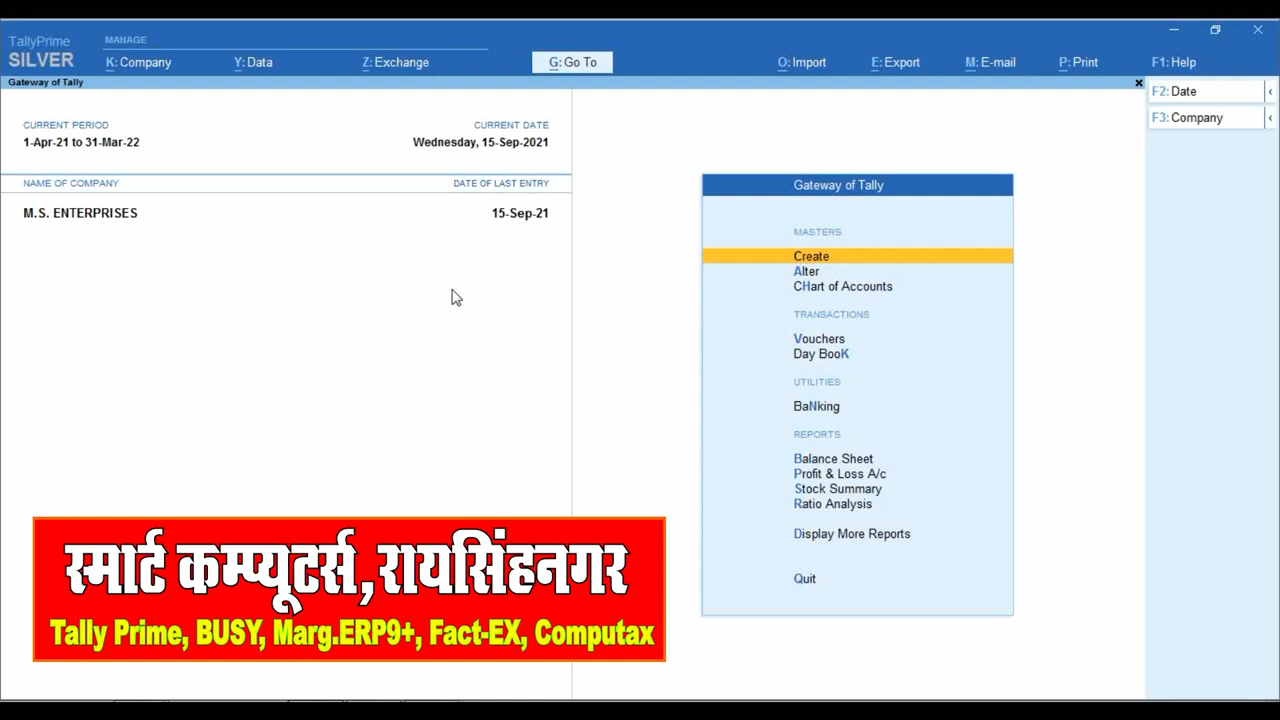 TallyPrime
SILVER
MANAGE
K: Company
Y: Data
Z: Exchange
G: Go To
O: Import
E: Export
M: E-mail
P: Print
F1: Help
Gateway of Tally
F2: Date
F3: Company
CURRENT PERIOD
CURRENT DATE
1-Apr-21 to 31-Mar-22
Wednesday, 15-Sep-2021
NAME OF COMPANY
DATE OF LAST ENTRY
M.S. ENTERPRISES
15-Sep-21
Gateway of Tally
MASTERS
Create
Alter
CHart of Accounts
TRANSACTIONS
Vouchers
Day BooK
UTILITIES
BaNking
REPORTS
Balance Sheet
Profit & Loss A/c
Stock Summary
Ratio Analysis
Display More Reports
Quit
स्मार्ट कम्प्यूटर्स,रायसिंहनगर
Tally Prime, BUSY, Marg.ERP9+, Fact-EX, Computax